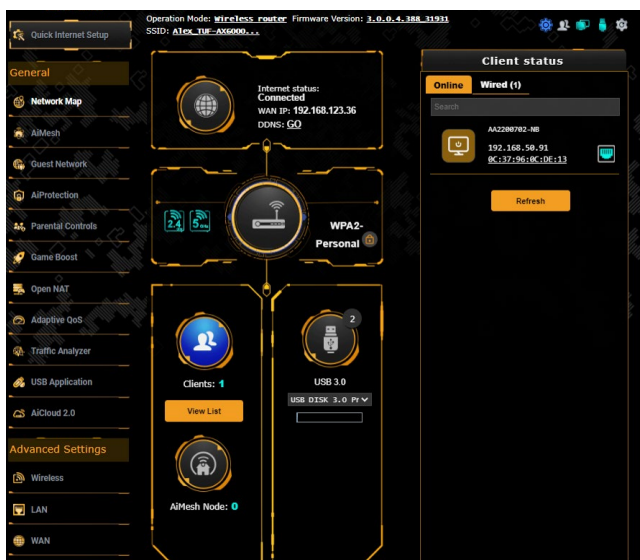 Quick Internet Setup
Operation Mode: Wireless router Firmware Version: 3.0.0.4.388_31931
SSID: ATex_TUF-AX6000...
General
Network Map
AiMesh
Guest Network
AiProtection
Parental Controls
Game Boost
Open NAT
Adaptive QoS
Traffic Analyzer
USB Application
AiCloud 2.0
Advanced Settings
Wireless
LAN
WAN
Internet status:
Connected
WAN IP: 192.168.123.36
DDNS: GO
2.4
5
WPA2-
Personal
Clients: 1
View List
AiMesh Node: 0
2
USB 3.0
USB DISK 3.0 Pr
Client status
Online
Wired (1)
Search
AA2200702-NB
192.168.50.91
0C:37:96:0C:DE:13
Refresh